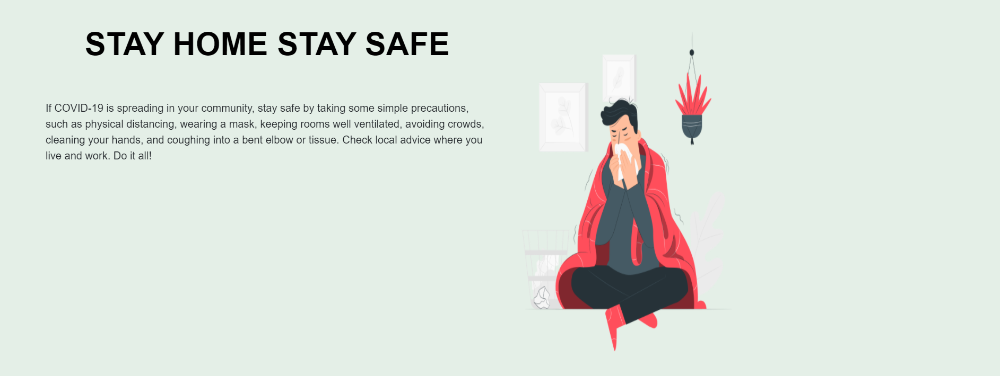 STAY HOME STAY SAFE
If COVID-19 is spreading in your community, stay safe by taking some simple precautions,
such as physical distancing, wearing a mask, keeping rooms well ventilated, avoiding crowds,
cleaning your hands, and coughing into a bent elbow or tissue. Check local advice where you
live and work. Do it all!